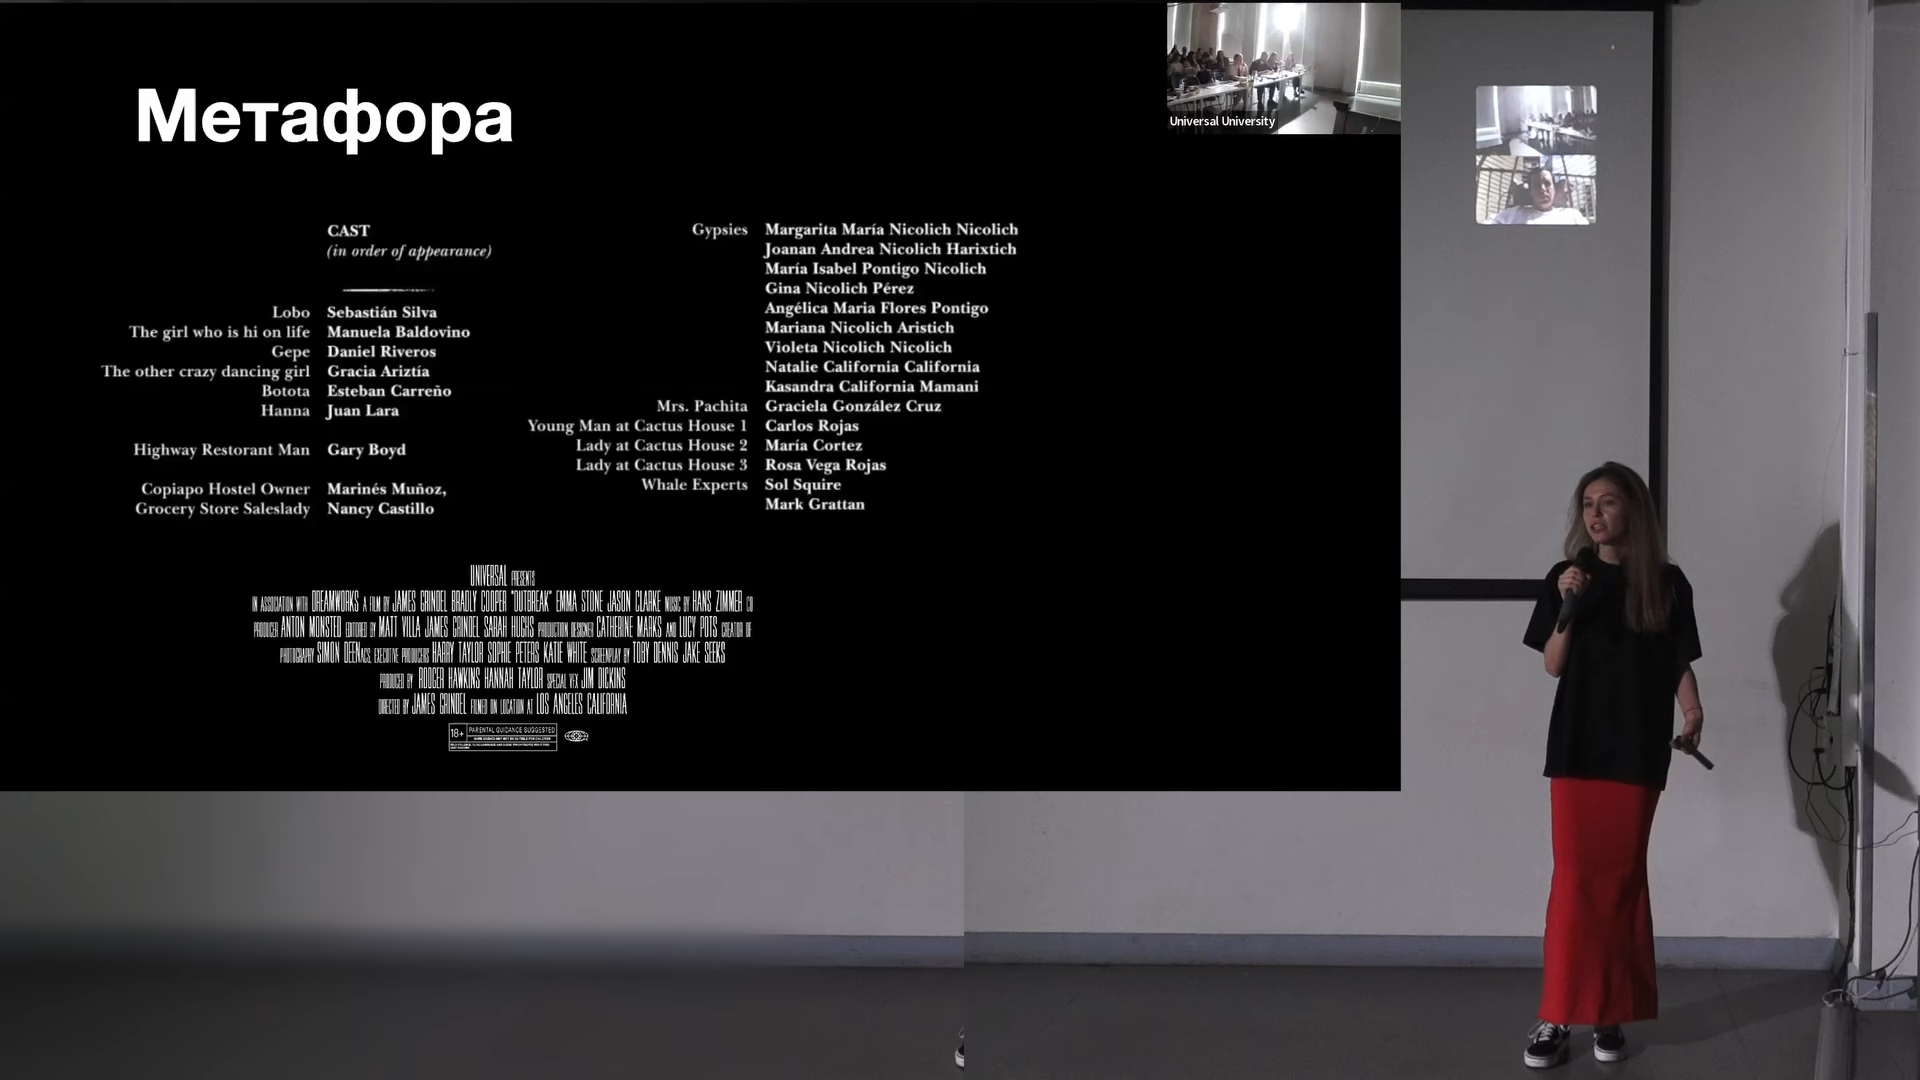 Метафора
Universal University
CAST
(in order of appearance)
Lobo Sebastián Silva
The girl who is hi on life Manuela Baldovino
Gepe Daniel Riveros
The other crazy dancing girl Gracia Ariztía
Botota Esteban Carreño
Hanna Juan Lara
Highway Restorant Man Gary Boyd
Copiapo Hostel Owner Marinés Muñoz,
Grocery Store Saleslady Nancy Castillo
Gypsies Margarita María Nicolich Nicolich
Joanan Andrea Nicolich Harixtich
María Isabel Pontigo Nicolich
Gina Nicolich Pérez
Angélica Maria Flores Pontigo
Mariana Nicolich Aristich
Violeta Nicolich Nicolich
Natalie California California
Kasandra California Mamani
Mrs. Pachita Graciela González Cruz
Young Man at Cactus House 1 Carlos Rojas
Lady at Cactus House 2 María Cortez
Lady at Cactus House 3 Rosa Vega Rojas
Whale Experts Sol Squire
Mark Grattan
UNIVERSAL PRESENTS
IN ASSOCIATION WITH DREAMWORKS A FILM BY JAMES GRINDEL BRADLY COOPER "OUTBREAK" EMMA STONE JASON CLARKE MUSIC BY HANS ZIMMER CO
PRODUCER ANTON MONSTED EDITORED BY MATT VILLA JAMES GRINDEL SARAH HUGHS PRODUCTION DESIGNER CATHERINE MARKS AND LUCY POTS CREATOR OF
PHOTOGRAPHY SIMON DEEN ACS, EXECUTIVE PRODUCERS HARRY TAYLOR SOPHIE PETERS KATIE WHITE SCREENPLAY BY TOBY DENNIS JAKE SEEKS
PRODUCED BY RODGER HAWKINS HANNAH TAYLOR SPECIAL VFX JIM DICKINS
DIRECTED BY JAMES GRINDEL FILMED ON LOCATION AT LOS ANGELES CALIFORNIA
18+ PARENTAL GUIDANCE SUGGESTED